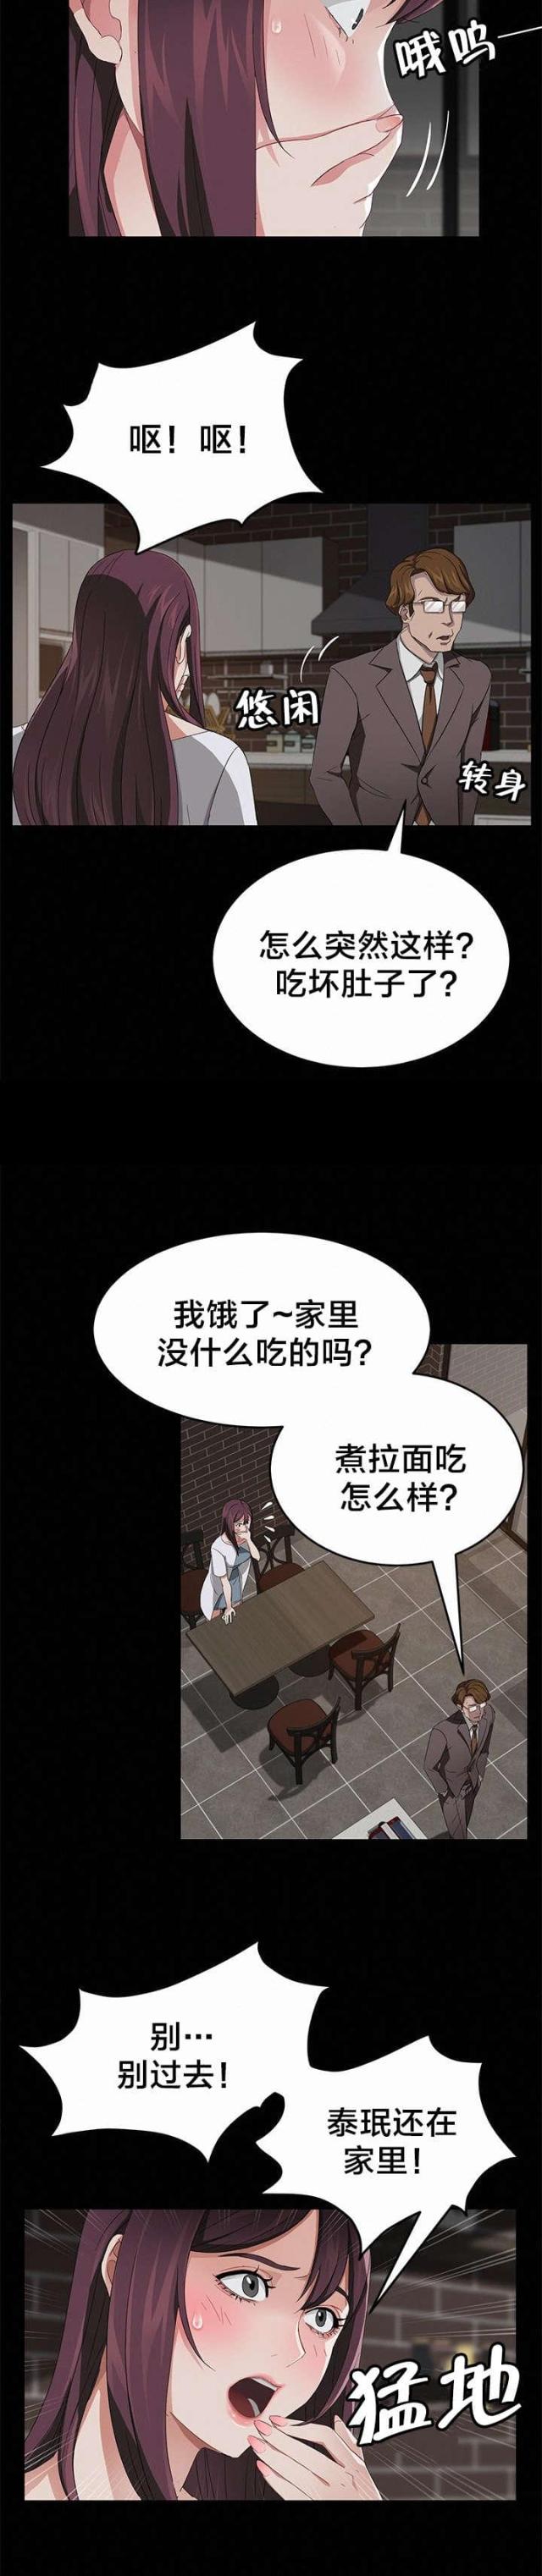 哦呜
呕！呕！
悠闲
转身
怎么突然这样？
吃坏肚子了？
我饿了~家里
没什么吃的吗？
煮拉面吃
怎么样？
别…
别过去！
泰珉还在
家里！
猛地